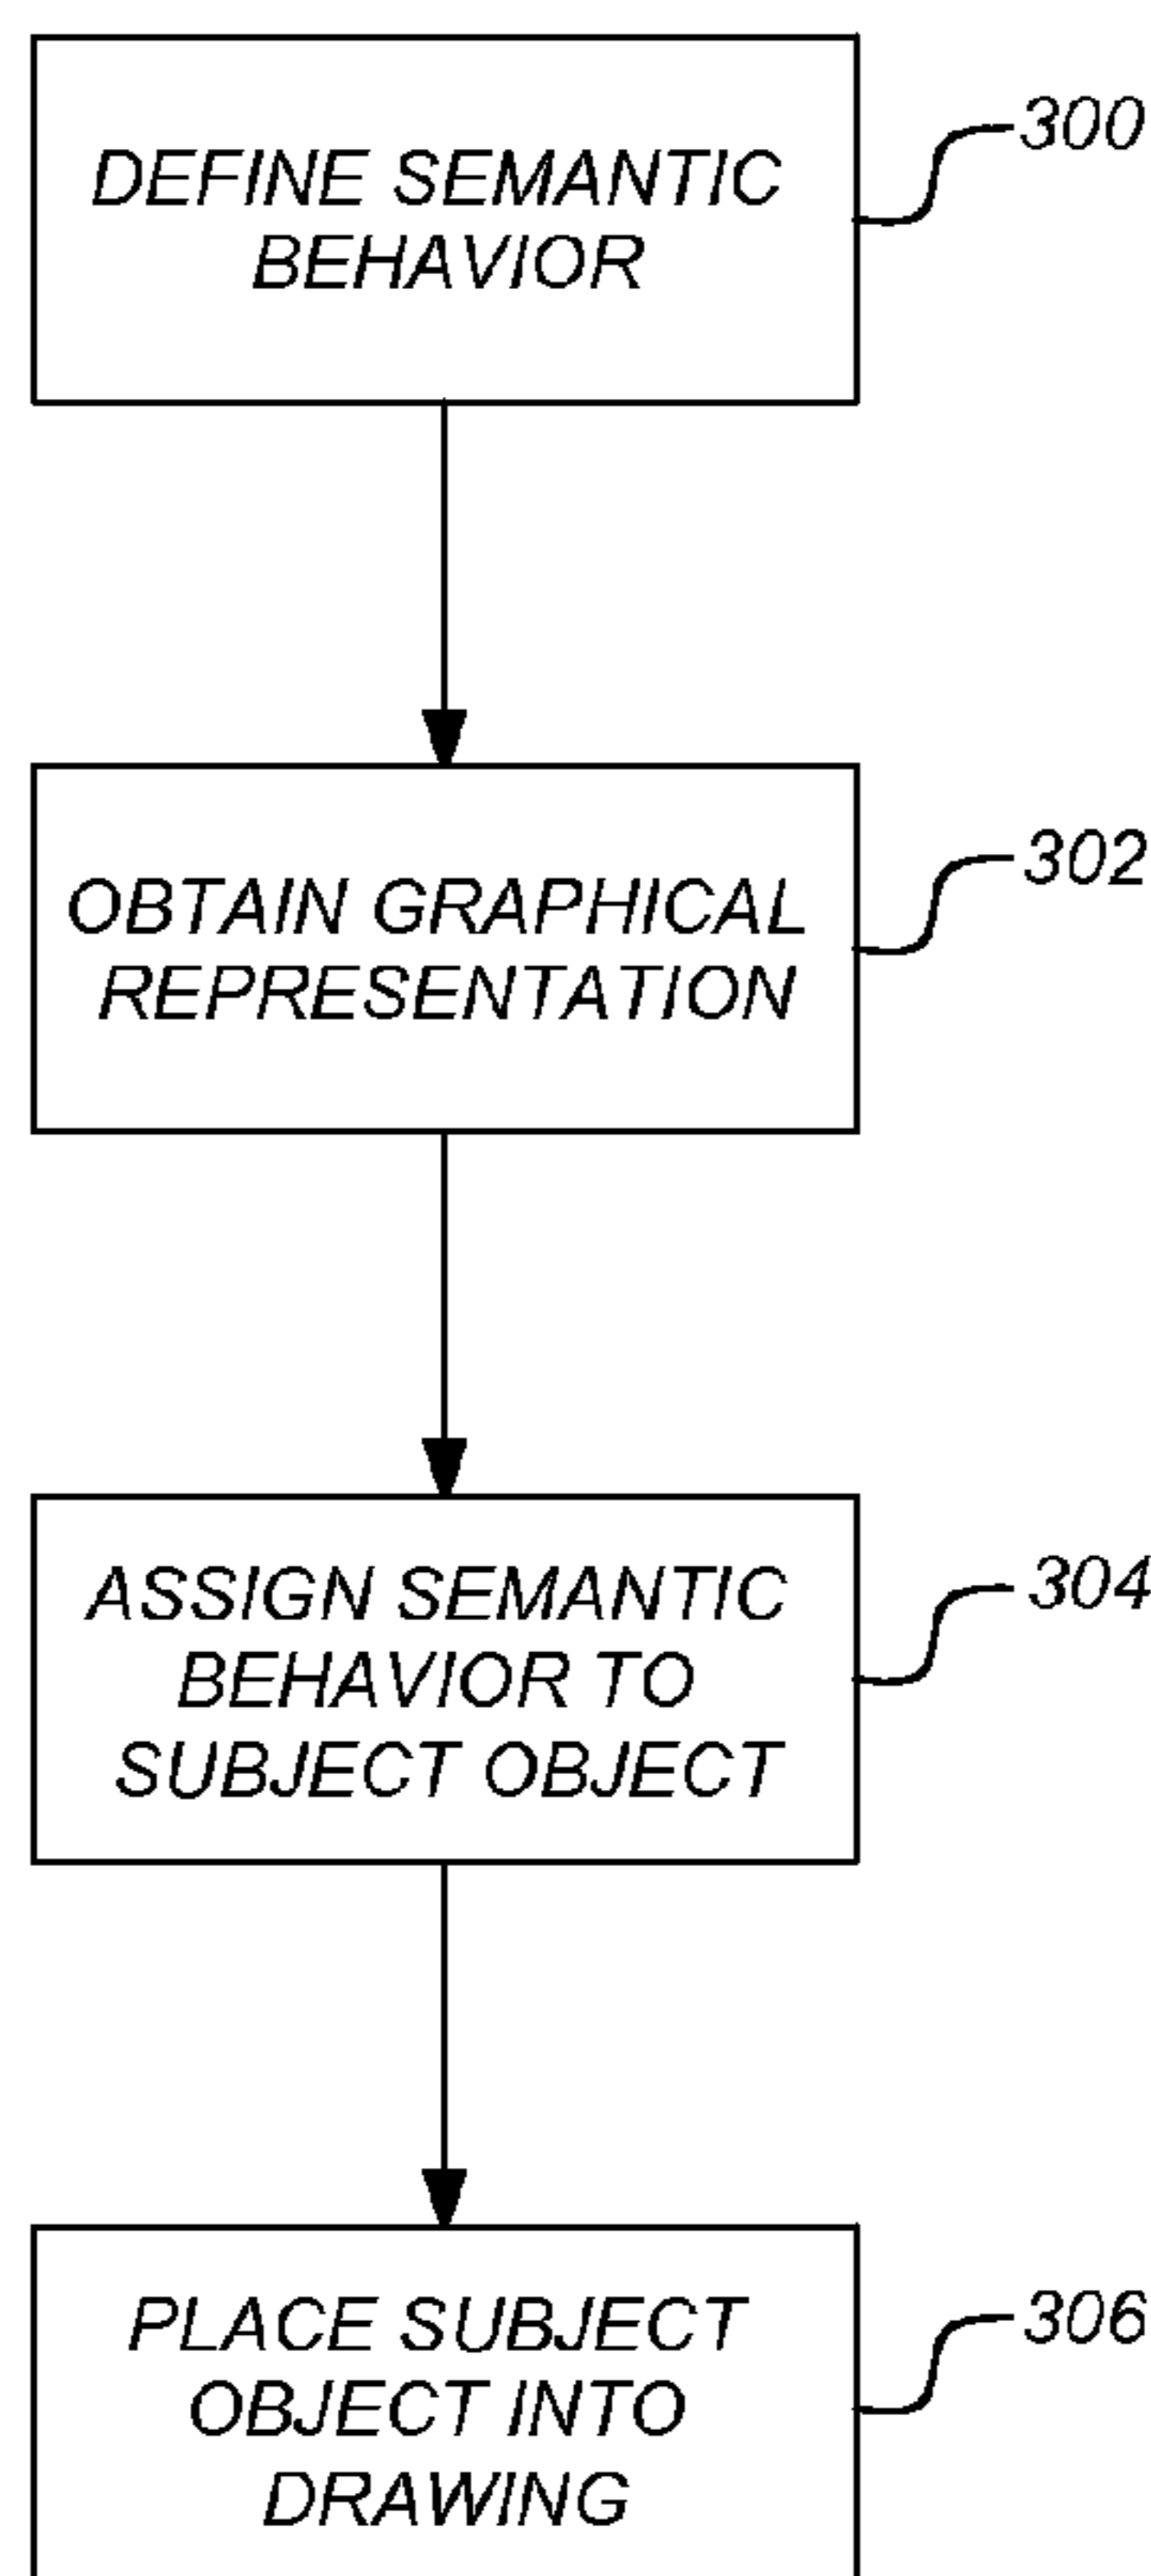 DEFINE SEMANTIC
BEHAVIOR
300
OBTAIN GRAPHICAL
REPRESENTATION
302
ASSIGN SEMANTIC
BEHAVIOR TO
SUBJECT OBJECT
304
PLACE SUBJECT
OBJECT INTO
DRAWING
306